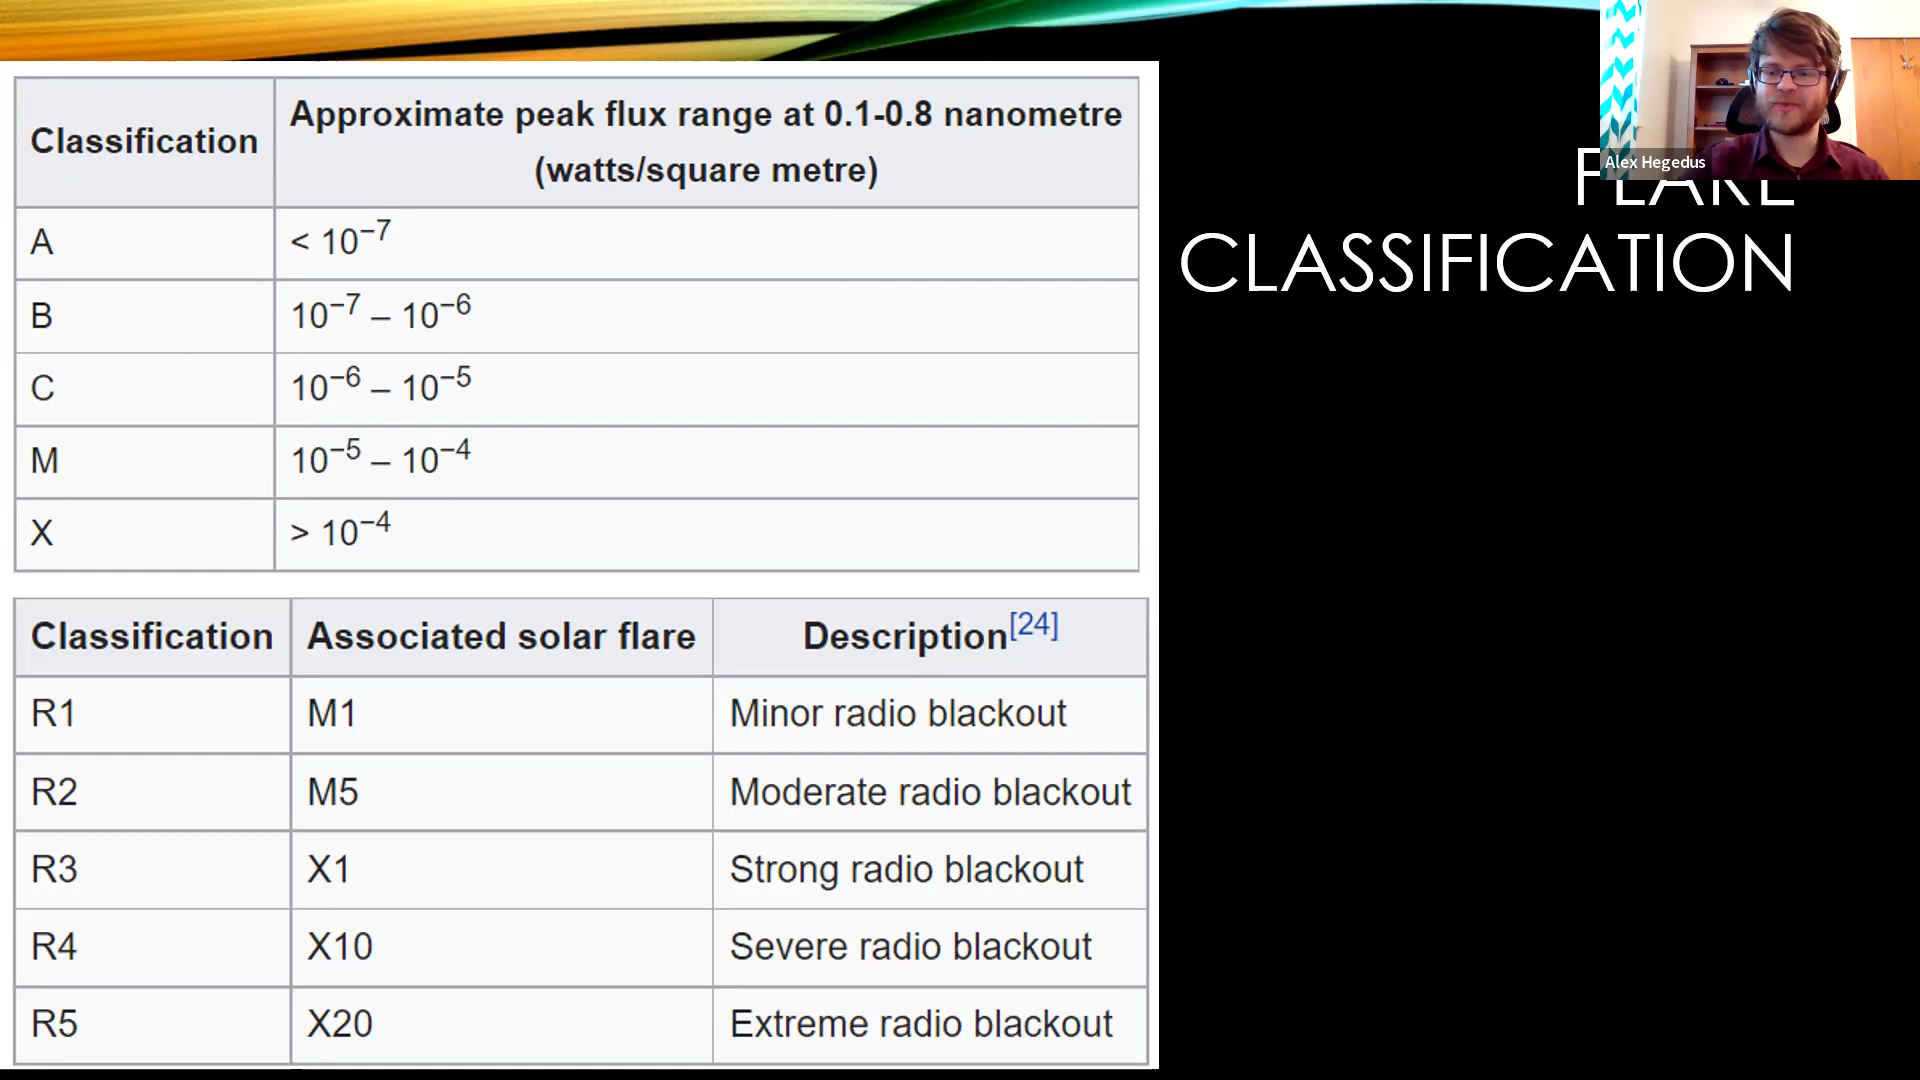 Classification | Approximate peak flux range at 0.1-0.8 nanometre
(watts/square metre)
A | < 10⁻⁷
B | 10⁻⁷ – 10⁻⁶
C | 10⁻⁶ – 10⁻⁵
M | 10⁻⁵ – 10⁻⁴
X | > 10⁻⁴
Classification | Associated solar flare | Description[24]
R1 | M1 | Minor radio blackout
R2 | M5 | Moderate radio blackout
R3 | X1 | Strong radio blackout
R4 | X10 | Severe radio blackout
R5 | X20 | Extreme radio blackout
Alex Hegedus
FLARE
CLASSIFICATION